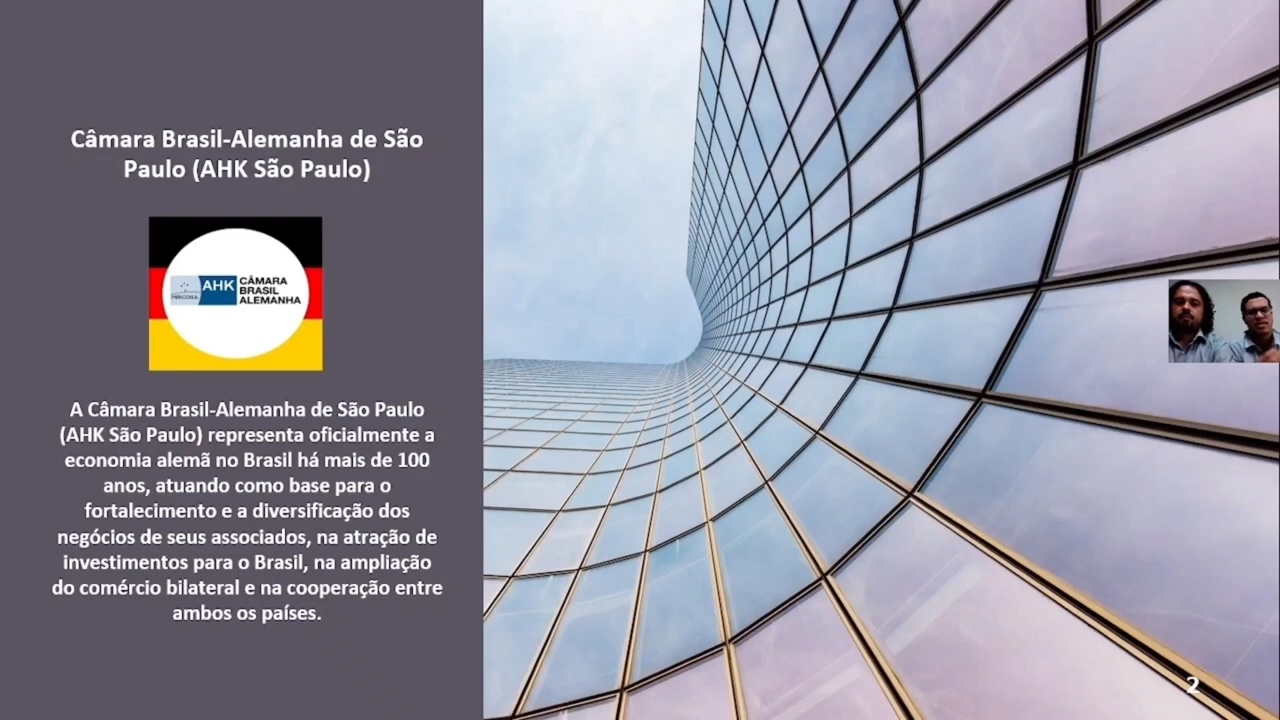 Câmara Brasil-Alemanha de São
Paulo (AHK São Paulo)
MERCOSUL
AHK
CÂMARA
BRASIL
ALEMANHA
A Câmara Brasil-Alemanha de São Paulo
(AHK São Paulo) representa oficialmente a
economia alemã no Brasil há mais de 100
anos, atuando como base para o
fortalecimento e a diversificação dos
negócios de seus associados, na atração de
investimentos para o Brasil, na ampliação
do comércio bilateral e na cooperação entre
ambos os países.
2